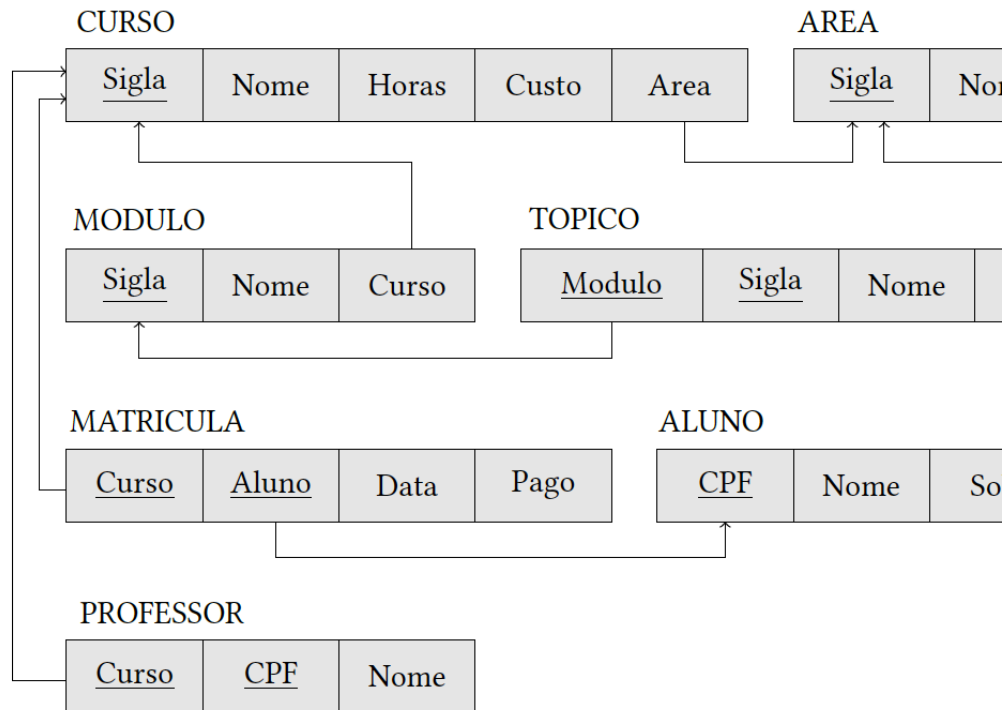 CURSO AREA
Sigla Nome Horas Custo Area Sigla
MODULO TOPICO
Sigla Nome Curso Modulo Sigla Nome
MATRICULA ALUNO
Curso Aluno Data Pago CPF Nome
PROFESSOR
Curso CPF Nome